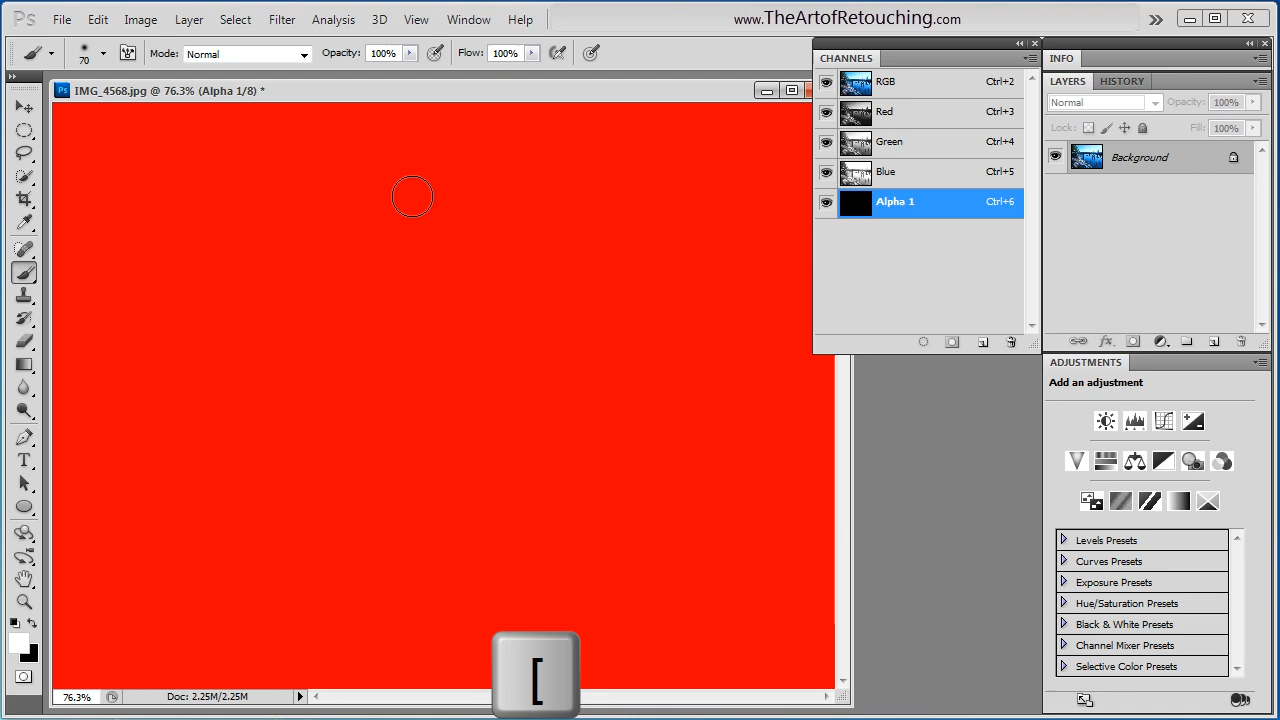 Ps File Edit Image Layer Select Filter Analysis 3D View Window Help www.TheArtofRetouching.com
70 Mode: Normal Opacity: 100% Flow: 100%
IMG_4598.jpg @ 76.3% (Alpha 1/8) *
CHANNELS
RGB Ctrl+2
Red Ctrl+3
Green Ctrl+4
Blue Ctrl+5
Alpha 1 Ctrl+6
INFO
LAYERS HISTORY
Normal Opacity: 100%
Lock: Fill: 100%
Background
ADJUSTMENTS
Add an adjustment
Levels Presets
Curves Presets
Exposure Presets
Hue/Saturation Presets
Black & White Presets
Channel Mixer Presets
Selective Color Presets
[
76.3% Doc: 2.25M/2.25M